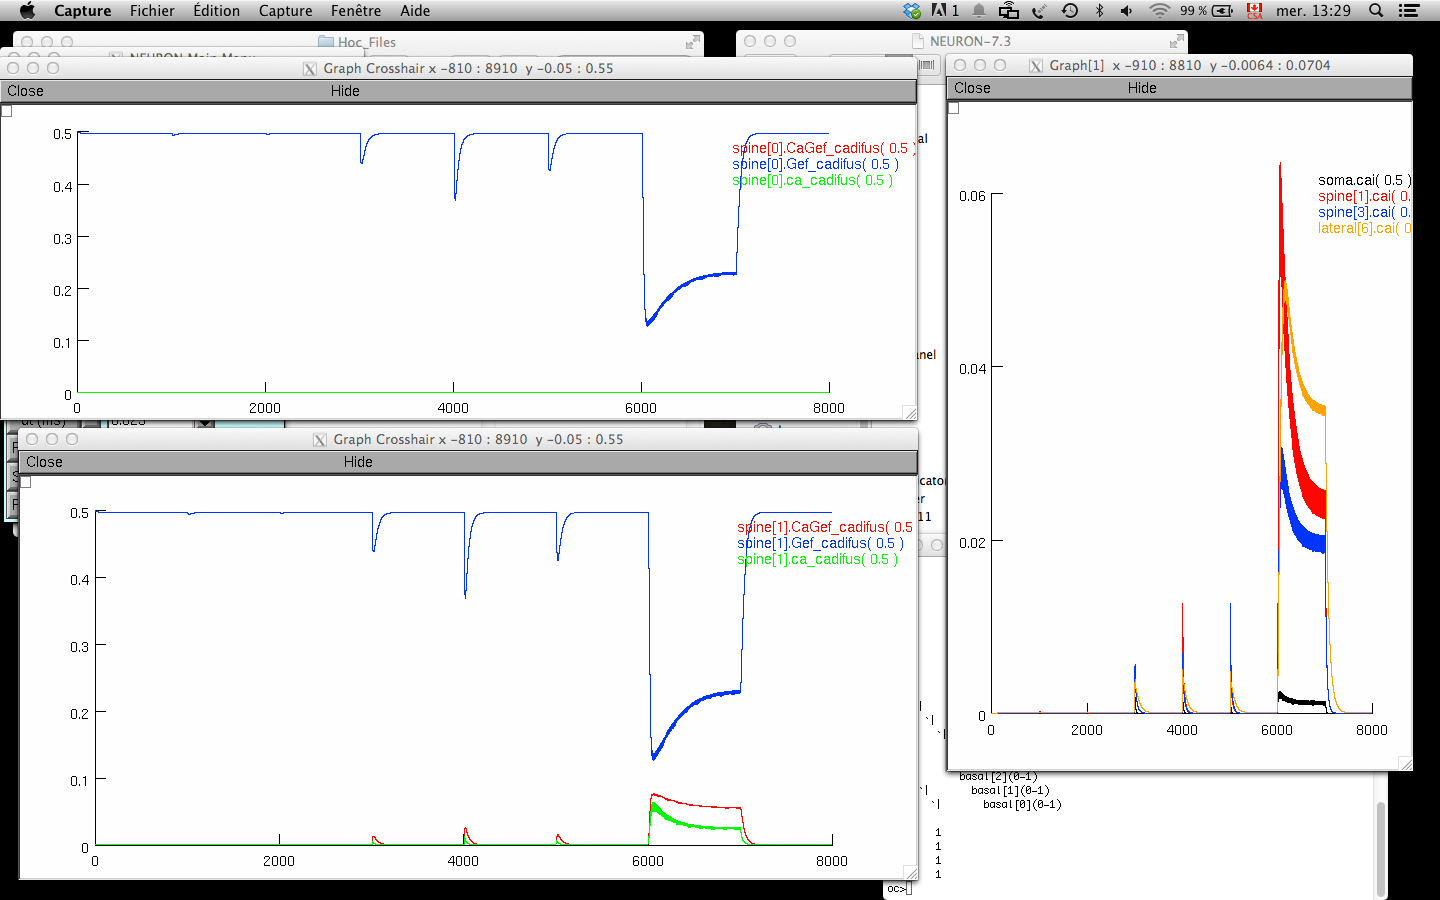 Capture Fichier Édition Capture Fenêtre Aide 1 99 % CSA mer. 13:29
Hoc_Files
NEURON-7.3
NEURON Main Menu
Graph Crosshair x -810 : 8910 y -0.05 : 0.55
Close Hide
0.5
0.4
0.3
0.2
0.1
0
0 2000 4000 6000 8000
spine[0].CaGef_cadifus( 0.5 )
spine[0].Gef_cadifus( 0.5 )
spine[0].ca_cadifus( 0.5 )
Graph Crosshair x -810 : 8910 y -0.05 : 0.55
Close Hide
0.5
0.4
0.3
0.2
0.1
0
0 2000 4000 6000 8000
spine[1].CaGef_cadifus( 0.5
spine[1].Gef_cadifus( 0.5 )
spine[1].ca_cadifus( 0.5 )
Graph[1] x -910 : 8810 y -0.0064 : 0.0704
Close Hide
0.06
0.04
0.02
0
0 2000 4000 6000 8000
soma.cai( 0.5 )
spine[1].cai( 0.
spine[3].cai( 0.
lateral[6].cai( 0
al
anel
cator
er
11
basal[2](0-1)
basal[1](0-1)
basal[0](0-1)
1
1
1
1
oc>